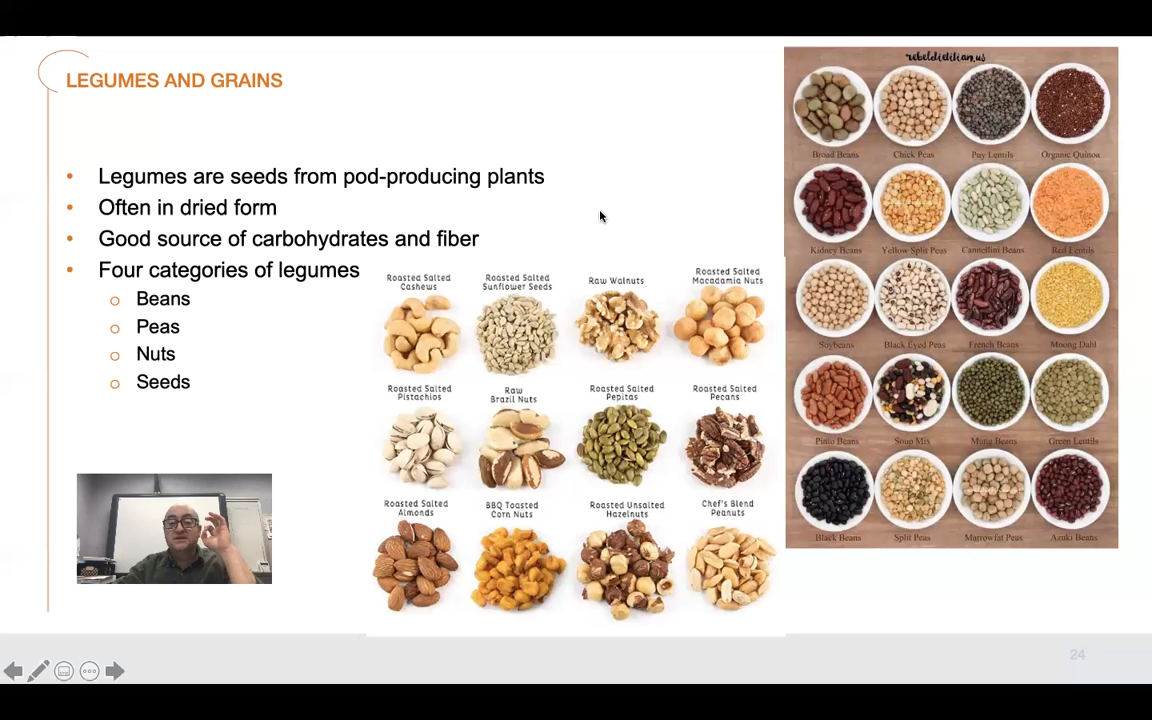 LEGUMES AND GRAINS
• Legumes are seeds from pod-producing plants
• Often in dried form
• Good source of carbohydrates and fiber
• Four categories of legumes
o Beans
o Peas
o Nuts
o Seeds
Roasted Salted
Cashews
Roasted Salted
Sunflower Seeds
Raw Walnuts
Roasted Salted
Macadamia Nuts
Roasted Salted
Pistachios
Raw
Brazil Nuts
Roasted Salted
Pepitas
Roasted Salted
Pecans
Roasted Salted
Almonds
BBQ Toasted
Corn Nuts
Roasted Unsalted
Hazelnuts
Chef's Blend
Peanuts
rebeldietitian.us
Broad Beans
Chick Peas
Puy Lentils
Organic Quinoa
Kidney Beans
Yellow Split Peas
Cannellini Beans
Red Lentils
Soybeans
Black Eyed Peas
French Beans
Moong Dahl
Pinto Beans
Soup Mix
Mung Beans
Green Lentils
Black Beans
Split Peas
Marrowfat Peas
Azuki Beans
24